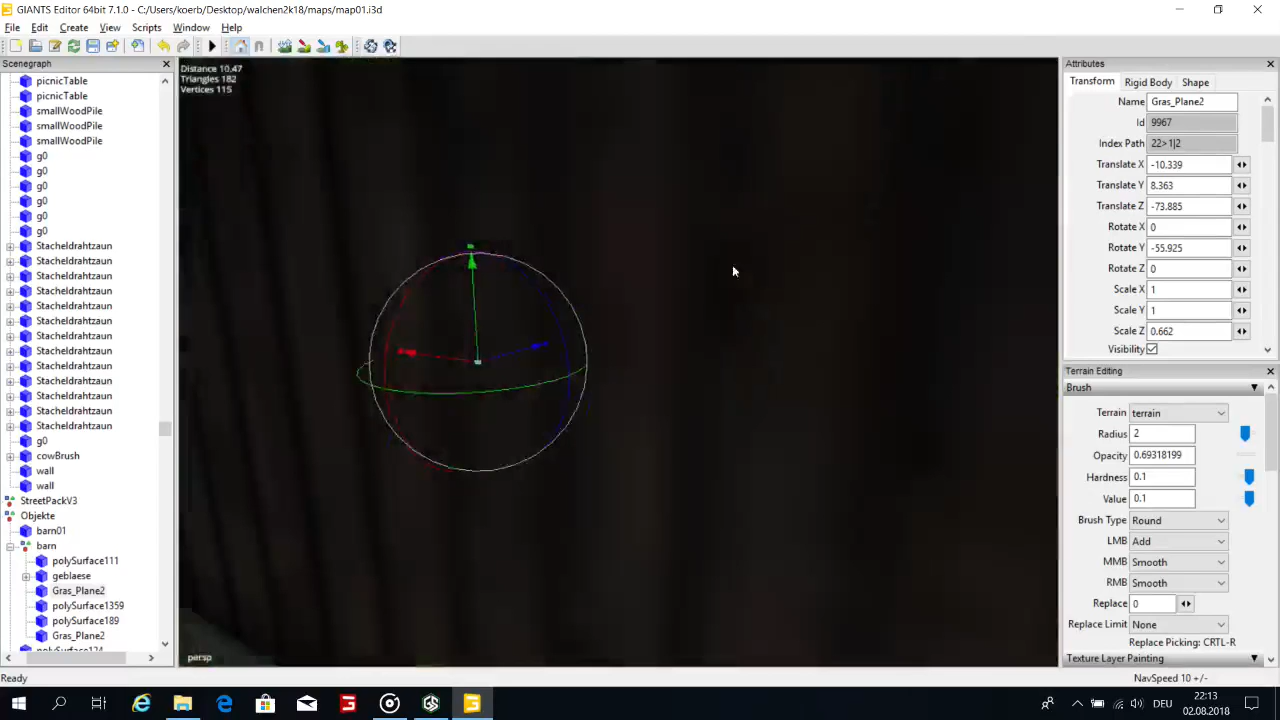 GIANTS Editor 64bit 7.1.0 - C:/Users/koerb/Desktop/walchen2k18/maps/map01.i3d
File Edit Create View Scripts Window Help
Scenegraph
picnicTable
picnicTable
smallWoodPile
smallWoodPile
smallWoodPile
g0
g0
g0
g0
g0
g0
Stacheldrahtzaun
Stacheldrahtzaun
Stacheldrahtzaun
Stacheldrahtzaun
Stacheldrahtzaun
Stacheldrahtzaun
Stacheldrahtzaun
Stacheldrahtzaun
Stacheldrahtzaun
Stacheldrahtzaun
Stacheldrahtzaun
Stacheldrahtzaun
Stacheldrahtzaun
g0
cowBrush
wall
wall
StreetPackV3
Objekte
barn01
barn
polySurface111
geblaese
Gras_Plane2
polySurface1359
polySurface189
Gras_Plane2
polySurface124
Distance 10.47
Triangles 182
Vertices 115
persp
Attributes
Transform Rigid Body Shape
Name Gras_Plane2
Id 9967
Index Path 22>1|2
Translate X -10.339
Translate Y 8.363
Translate Z -73.885
Rotate X 0
Rotate Y -55.925
Rotate Z 0
Scale X 1
Scale Y 1
Scale Z 0.662
Visibility
Terrain Editing
Brush
Terrain terrain
Radius 2
Opacity 0.69318199
Hardness 0.1
Value 0.1
Brush Type Round
LMB Add
MMB Smooth
RMB Smooth
Replace 0
Replace Limit None
Replace Picking: CRTL-R
Texture Layer Painting
Ready
NavSpeed 10 +/-
DEU
22:13
02.08.2018